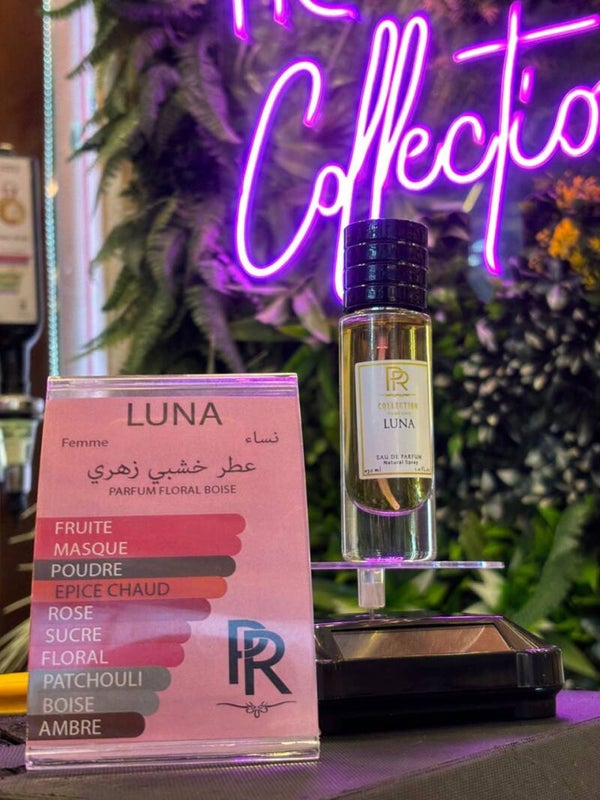 Collectio
LUNA
Femme نساء
عطر خشبي زهري
PARFUM FLORAL BOISE
FRUITE
MASQUE
POUDRE
EPICE CHAUD
ROSE
SUCRE
FLORAL
PATCHOULI
BOISE
AMBRE
PR
PR
COLLECTION
LUNA
EAU DE PARFUM
Natural Spray